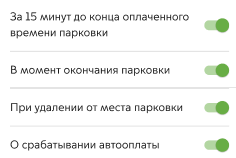 За 15 минут до конца оплаченного
времени парковки
В момент окончания парковки
При удалении от места парковки
О срабатывании автооплаты